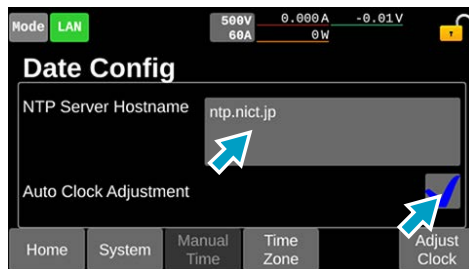 Mode LAN 500V 0.000A -0.01V
60A 0W
Date Config
NTP Server Hostname ntp.nict.jp
Auto Clock Adjustment
Home System Manual Time Adjust
Time Zone Clock